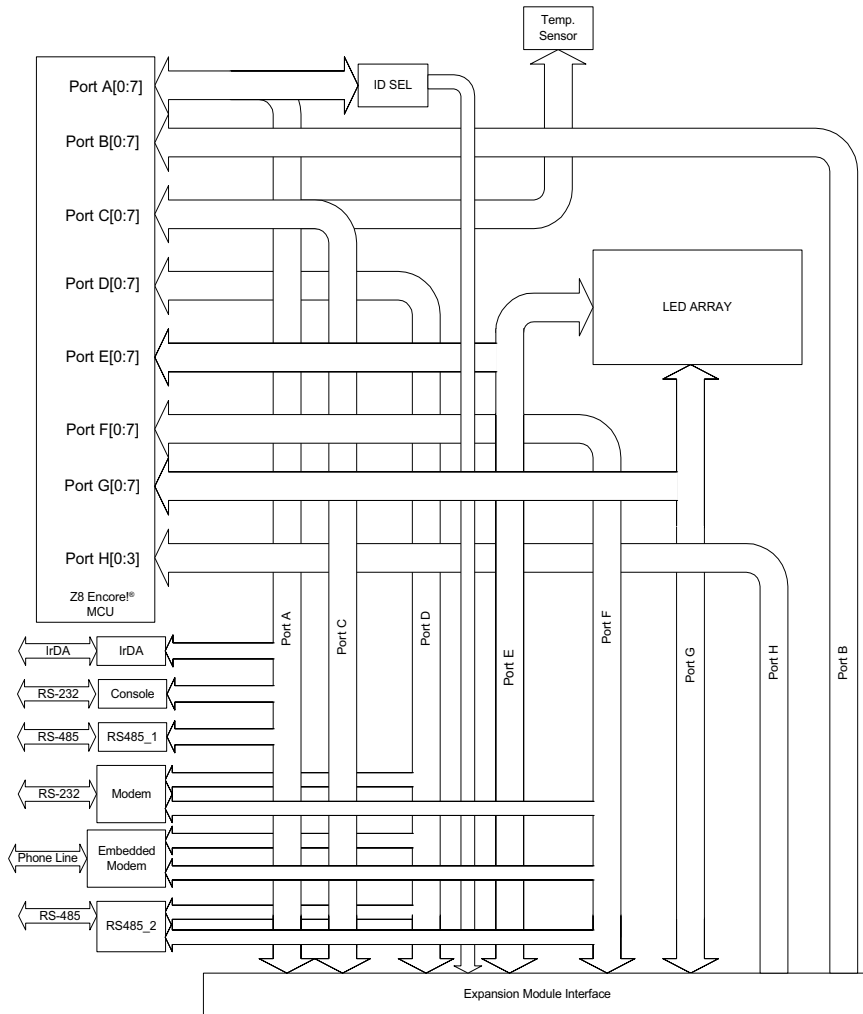 Temp.
Sensor
Port A[0:7]
ID SEL
Port B[0:7]
Port C[0:7]
Port D[0:7]
LED ARRAY
Port E[0:7]
Port F[0:7]
Port G[0:7]
Port H[0:3]
Z8 Encore!®
MCU
Port A
Port C
Port D
Port E
Port F
Port G
Port H
Port B
IrDA
IrDA
RS-232
Console
RS-485
RS485_1
RS-232
Modem
Phone Line
Embedded
Modem
RS-485
RS485_2
Expansion Module Interface